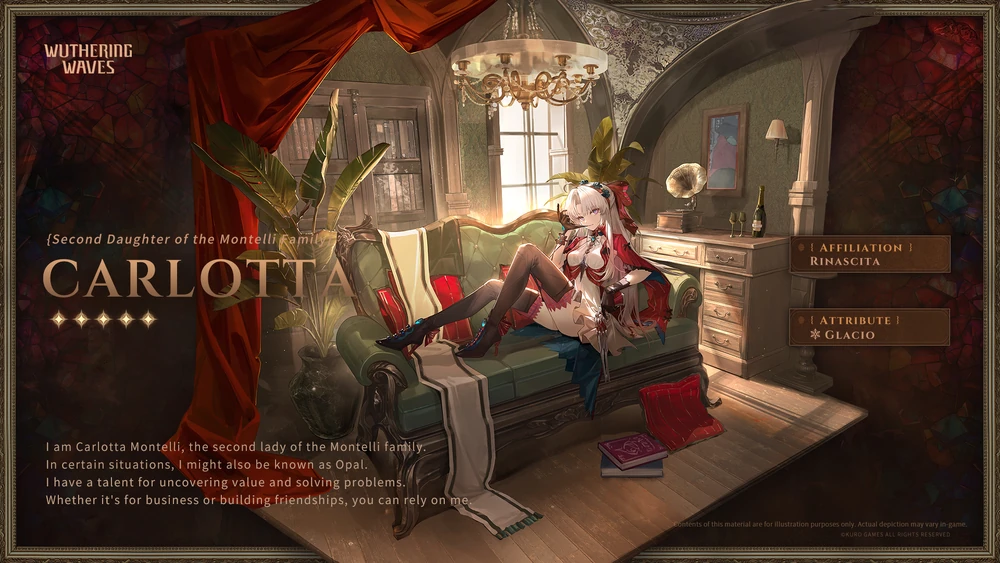 WUTHERING
WAVES
{Second Daughter of the Montelli Family}
CARLOTTA
[ AFFILIATION ]
RINASCITA
[ ATTRIBUTE ]
GLACIO
I am Carlotta Montelli, the second lady of the Montelli family.
In certain situations, I might also be known as Opal.
I have a talent for uncovering value and solving problems.
Whether it's for business or building friendships, you can rely on me.
Contents of this material are for illustration purposes only. Actual depiction may vary in-game.
©KURO GAMES ALL RIGHTS RESERVED